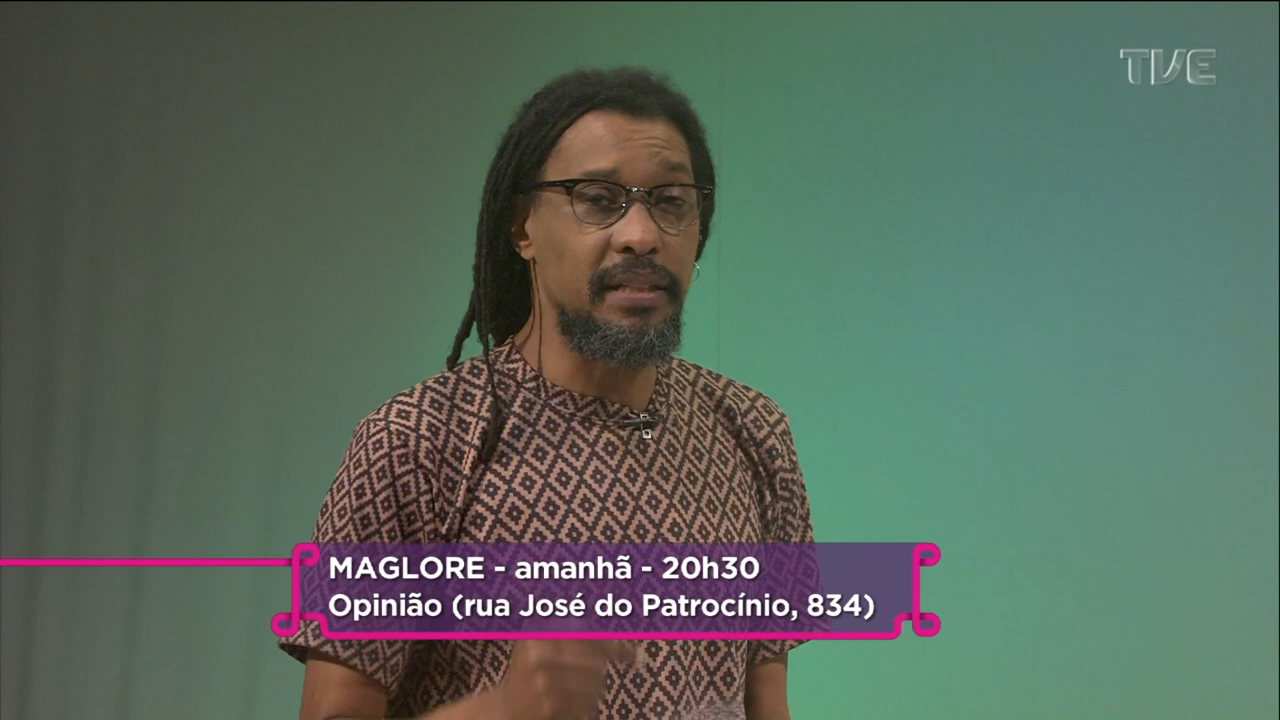 TVE
MAGLORE - amanhã - 20h30
Opinião (rua José do Patrocínio, 834)